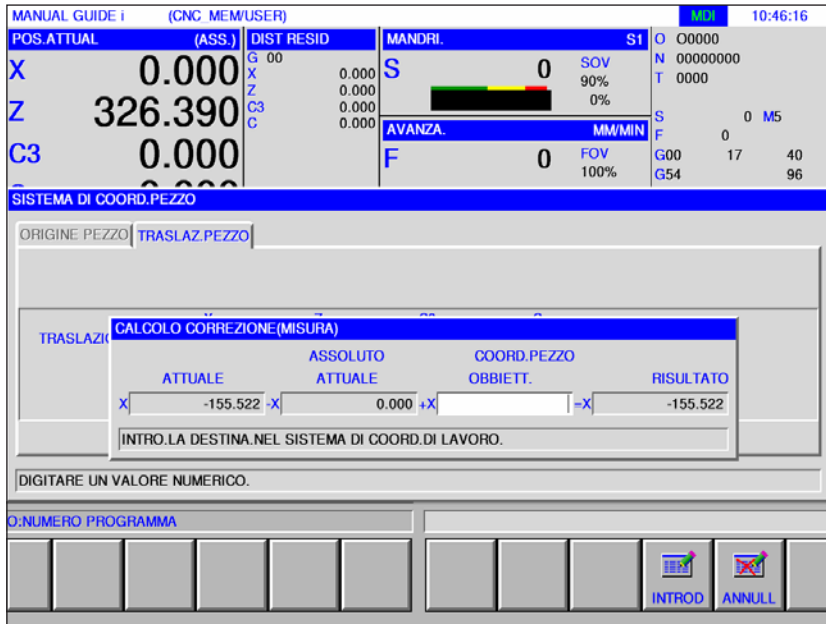 MANUAL GUIDE i (CNC_MEM/USER) MDI 10:46:16
POS.ATTUAL (ASS.) DIST RESID MANDRI. S1 O O0000
G 00 N 00000000
X 0.000 X 0.000 S 0 SOV T 0000
Z 0.000 90%
Z 326.390 C3 0.000 0% S 0 M5
C 0.000 AVANZA. MM/MIN F 0
C3 0.000 F 0 FOV G00 17 40
100% G54 96
SISTEMA DI COORD.PEZZO
ORIGINE PEZZO TRASLAZ.PEZZO
TRASLAZIO
CALCOLO CORREZIONE(MISURA)
ASSOLUTO COORD.PEZZO
ATTUALE ATTUALE OBBIETT. RISULTATO
X -155.522 -X 0.000 +X =X -155.522
INTRO.LA DESTINA.NEL SISTEMA DI COORD.DI LAVORO.
DIGITARE UN VALORE NUMERICO.
O:NUMERO PROGRAMMA
INTROD ANNULL